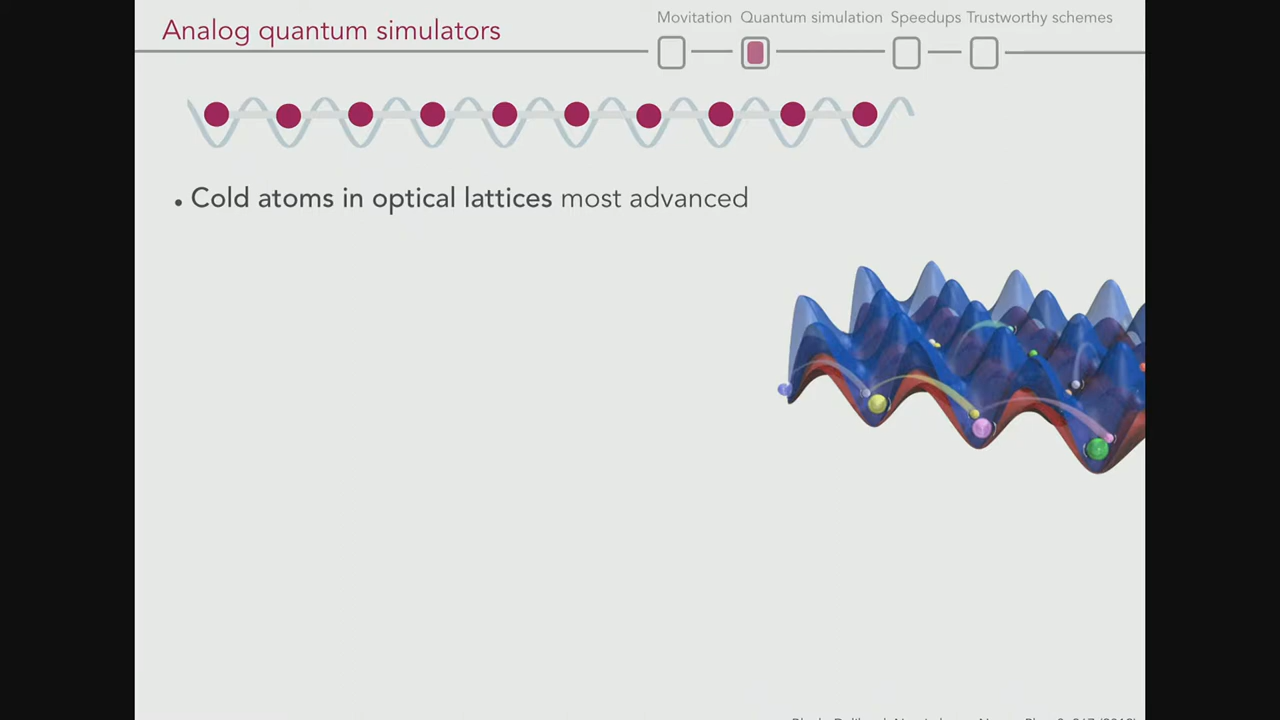 Analog quantum simulators
Movitation Quantum simulation Speedups Trustworthy schemes
• Cold atoms in optical lattices most advanced